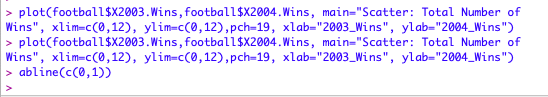 > plot(football$X2003.Wins,football$X2004.Wins, main="Scatter: Total Number of
Wins", xlim=c(0,12), ylim=c(0,12),pch=19, xlab="2003_Wins", ylab="2004_Wins")
> plot(football$X2003.Wins,football$X2004.Wins, main="Scatter: Total Number of
Wins", xlim=c(0,12), ylim=c(0,12),pch=19, xlab="2003_Wins", ylab="2004_Wins")
> abline(c(0,1))
>